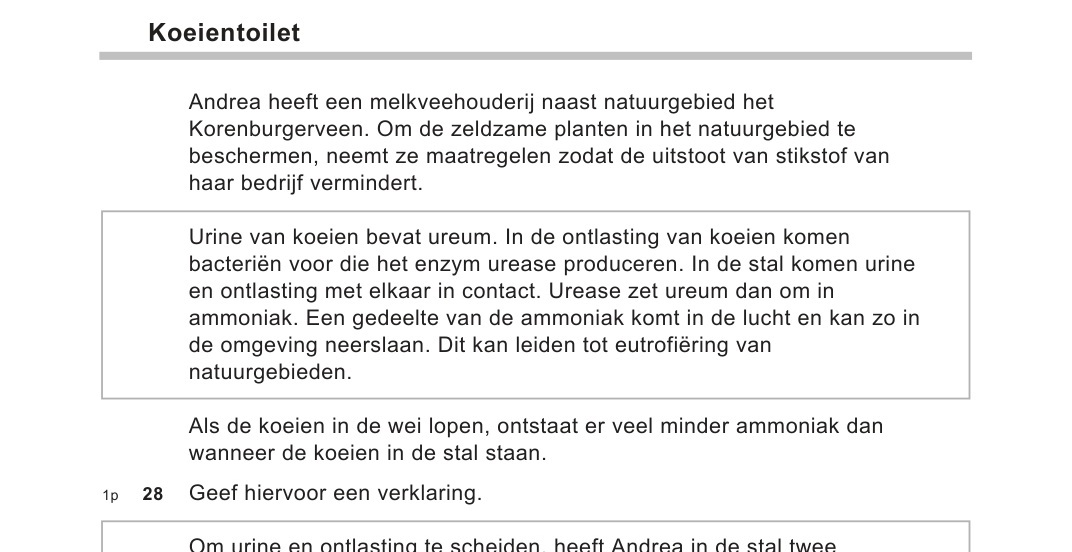 Koeientoilet
Andrea heeft een melkveehouderij naast natuurgebied het
Korenburgerveen. Om de zeldzame planten in het natuurgebied te
beschermen, neemt ze maatregelen zodat de uitstoot van stikstof van
haar bedrijf vermindert.
Urine van koeien bevat ureum. In de ontlasting van koeien komen
bacteriën voor die het enzym urease produceren. In de stal komen urine
en ontlasting met elkaar in contact. Urease zet ureum dan om in
ammoniak. Een gedeelte van de ammoniak komt in de lucht en kan zo in
de omgeving neerslaan. Dit kan leiden tot eutrofiëring van
natuurgebieden.
Als de koeien in de wei lopen, ontstaat er veel minder ammoniak dan
wanneer de koeien in de stal staan.
1p 28 Geef hiervoor een verklaring.
Om urine en ontlasting te scheiden, heeft Andrea in de stal twee